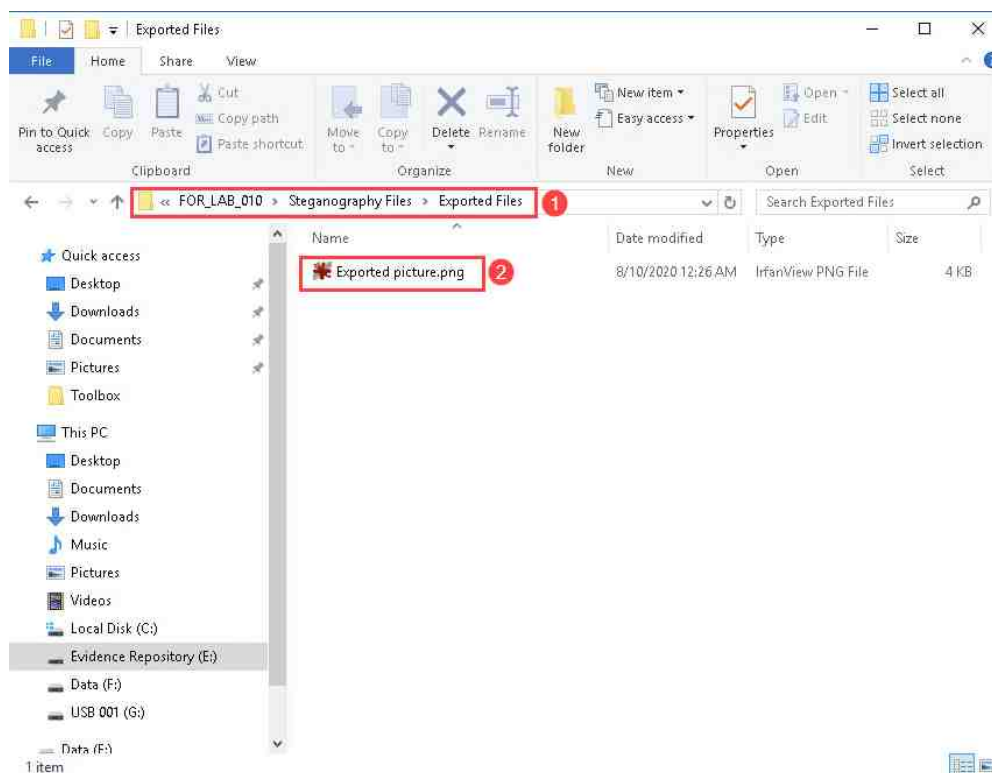 Exported Files
File Home Share View
Pin to Quick access
Copy
Paste
Cut
Copy path
Paste shortcut
Clipboard
Move to
Copy to
Delete
Rename
Organize
New folder
New item
Easy access
New
Properties
Open
Edit
Open
Select all
Select none
Invert selection
Select
« FOR_LAB_010 › Steganography Files › Exported Files 1
Search Exported Files
Name Date modified Type Size
Exported picture.png 2 8/10/2020 12:26 AM IrfanView PNG File 4 KB
Quick access
Desktop
Downloads
Documents
Pictures
Toolbox
This PC
Desktop
Documents
Downloads
Music
Pictures
Videos
Local Disk (C:)
Evidence Repository (E:)
Data (F:)
USB 001 (G:)
Data (F:)
1 item